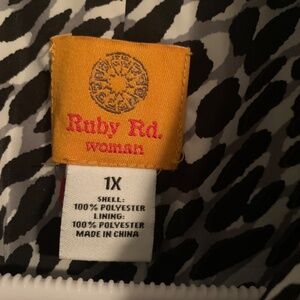 Ruby Rd.
woman
1X
SHELL:
100% POLYESTER
LINING:
100% POLYESTER
MADE IN CHINA